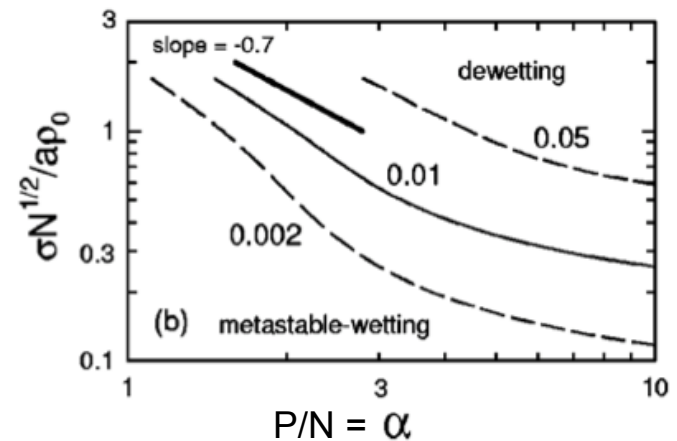 3
slope = -0.7
dewetting
1
0.05
0.01
0.002
0.3
(b) metastable-wetting
0.1
1 3 10
σN^1/2/aρ₀
P/N = α